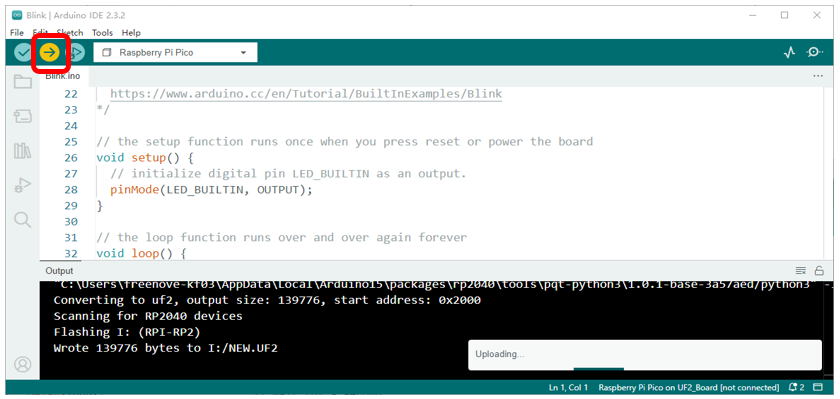 Blink | Arduino IDE 2.3.2
File Edit Sketch Tools Help
Raspberry Pi Pico
Blink.ino
22 https://www.arduino.cc/en/Tutorial/BuiltInExamples/Blink
23 */
24
25 // the setup function runs once when you press reset or power the board
26 void setup() {
27 // initialize digital pin LED_BUILTIN as an output.
28 pinMode(LED_BUILTIN, OUTPUT);
29 }
30
31 // the loop function runs over and over again forever
32 void loop() {
Output
"C:\Users\freenove-kf03\AppData\Local\Arduino15\packages\rp2040\tools\pqt-python3\1.0.1-base-3a57aed/python3"
Converting to uf2, output size: 139776, start address: 0x2000
Scanning for RP2040 devices
Flashing I: (RPI-RP2)
Wrote 139776 bytes to I:/NEW.UF2
Uploading...
Ln 1, Col 1 Raspberry Pi Pico on UF2_Board [not connected] 2